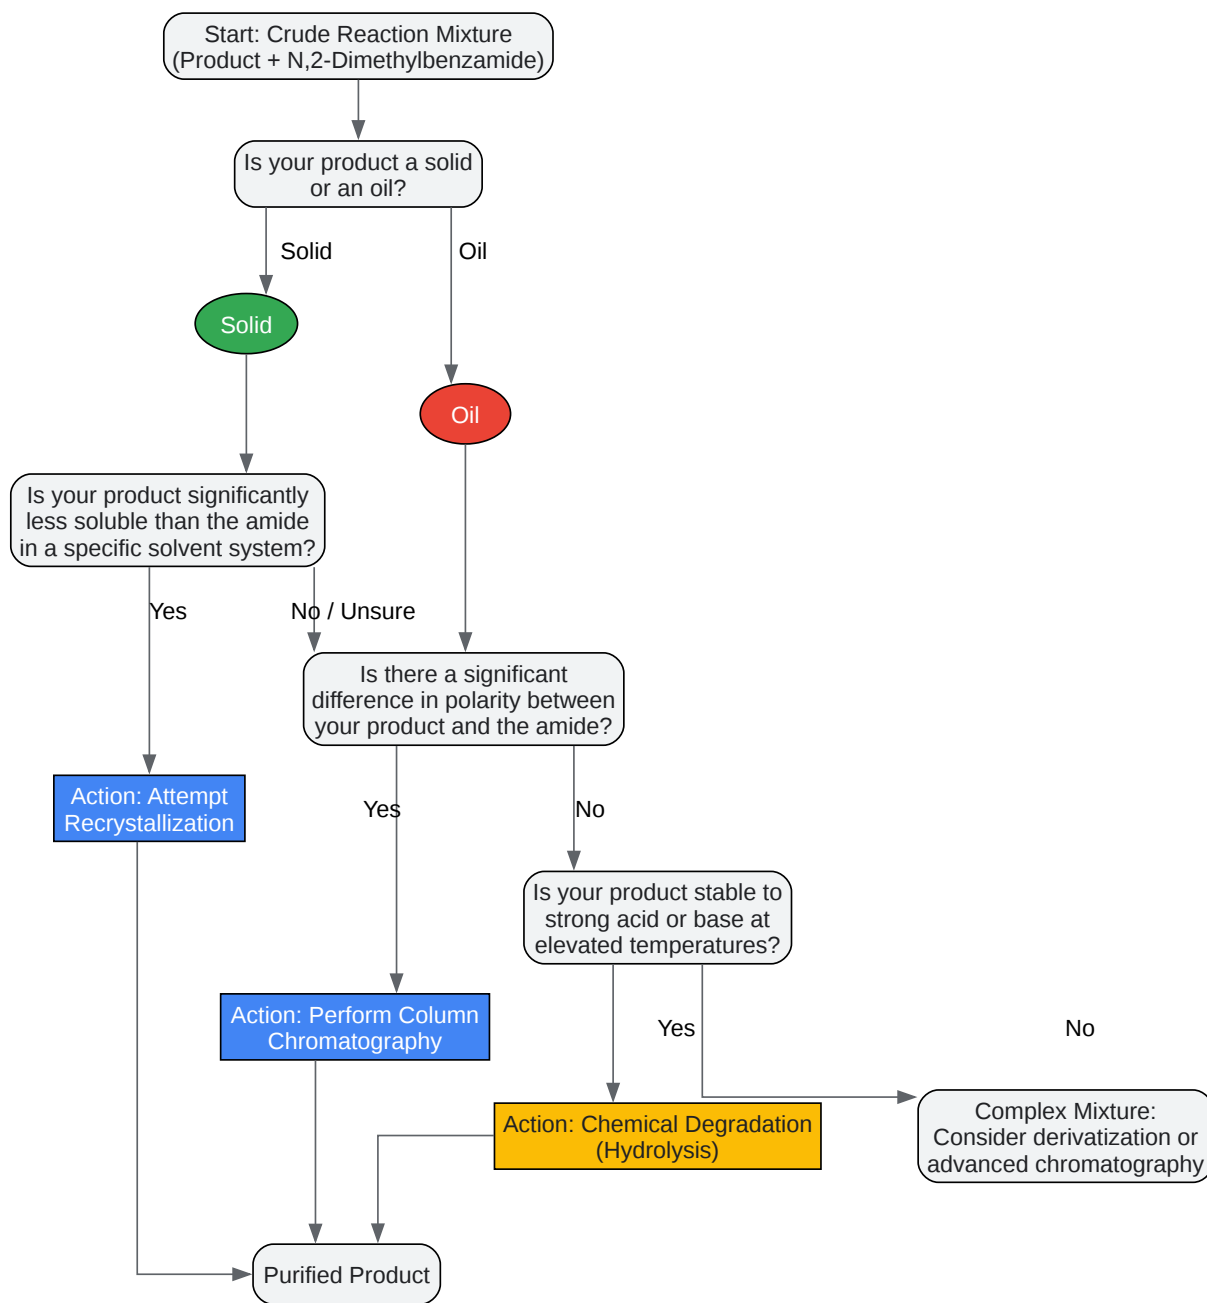 Start: Crude Reaction Mixture
(Product + N,2-Dimethylbenzamide)
Is your product a solid
or an oil?
Solid
Oil
Solid
Oil
Is your product significantly
less soluble than the amide
in a specific solvent system?
Yes
No / Unsure
Is there a significant
difference in polarity between
your product and the amide?
Action: Attempt
Recrystallization
Yes
No
Is your product stable to
strong acid or base at
elevated temperatures?
Action: Perform Column
Chromatography
Yes
No
Action: Chemical Degradation
(Hydrolysis)
Complex Mixture:
Consider derivatization or
advanced chromatography
Purified Product